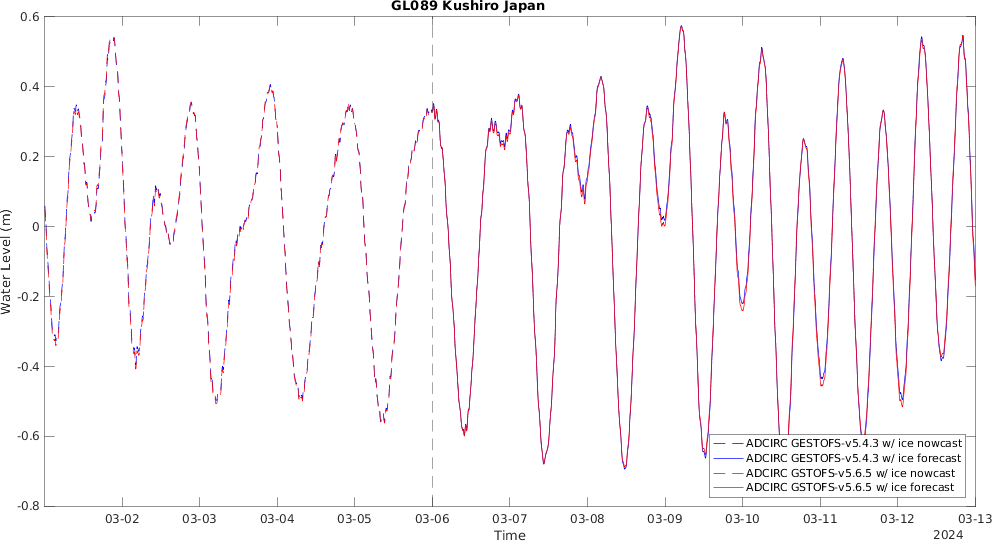 GL089 Kushiro Japan
0.6
0.4
0.2
0
-0.2
-0.4
-0.6
-0.8
Water Level (m)
ADCIRC GESTOFS-v5.4.3 w/ ice nowcast
ADCIRC GESTOFS-v5.4.3 w/ ice forecast
ADCIRC GSTOFS-v5.6.5 w/ ice nowcast
ADCIRC GSTOFS-v5.6.5 w/ ice forecast
03-02 03-03 03-04 03-05 03-06 03-07 03-08 03-09 03-10 03-11 03-12 03-13
Time
2024